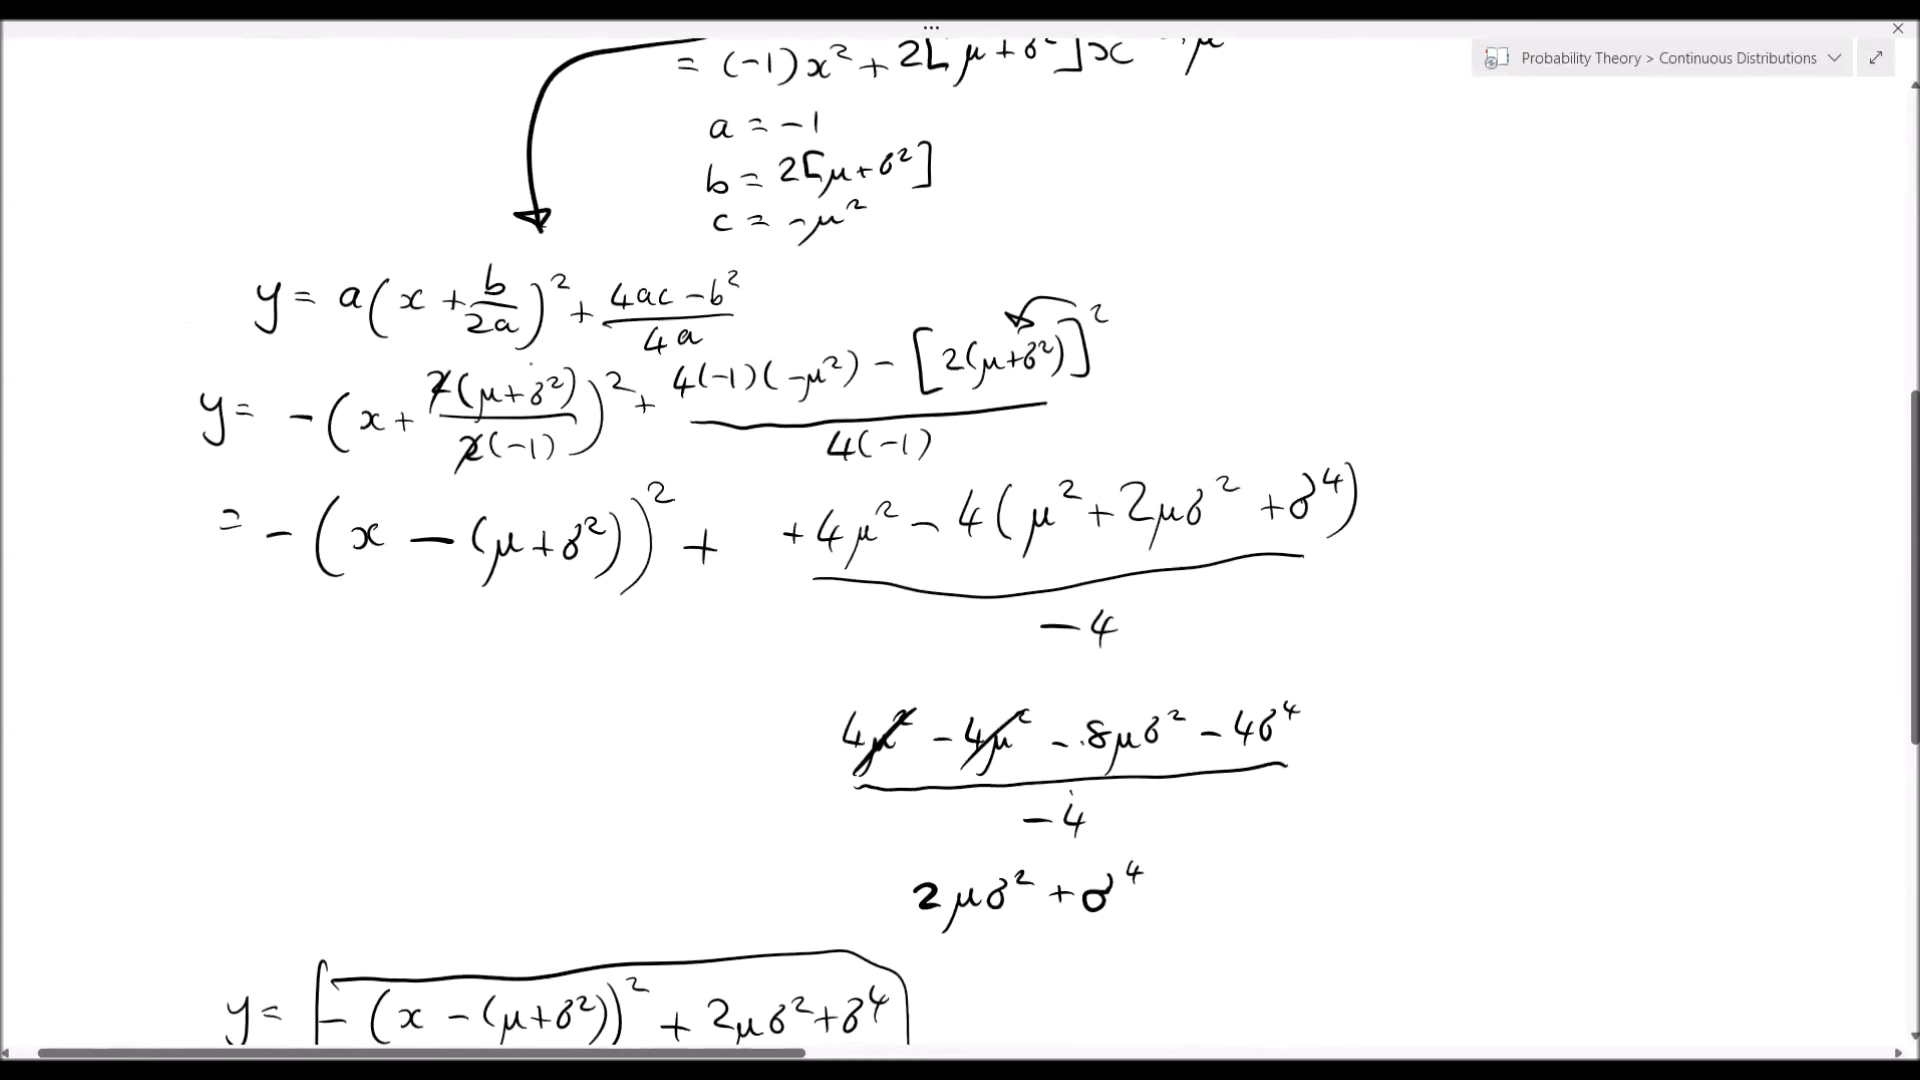 Probability Theory > Continuous Distributions
= (-1)x² + 2[μ+σ²]x - μ
a = -1
b = 2[μ+σ²]
c = -μ²
y = a(x + b/2a)² + (4ac - b²)/4a
y = -(x + 2(μ+σ²)/2(-1))² + (4(-1)(-μ²) - [2(μ+σ²)]²)/4(-1)
= -(x - (μ+σ²))² + (+4μ² - 4(μ² + 2μσ² + σ⁴))/-4
(4μ² - 4μ² - 8μσ² - 4σ⁴)/-4
2μσ² + σ⁴
y = -(x - (μ+σ²))² + 2μσ² + σ⁴